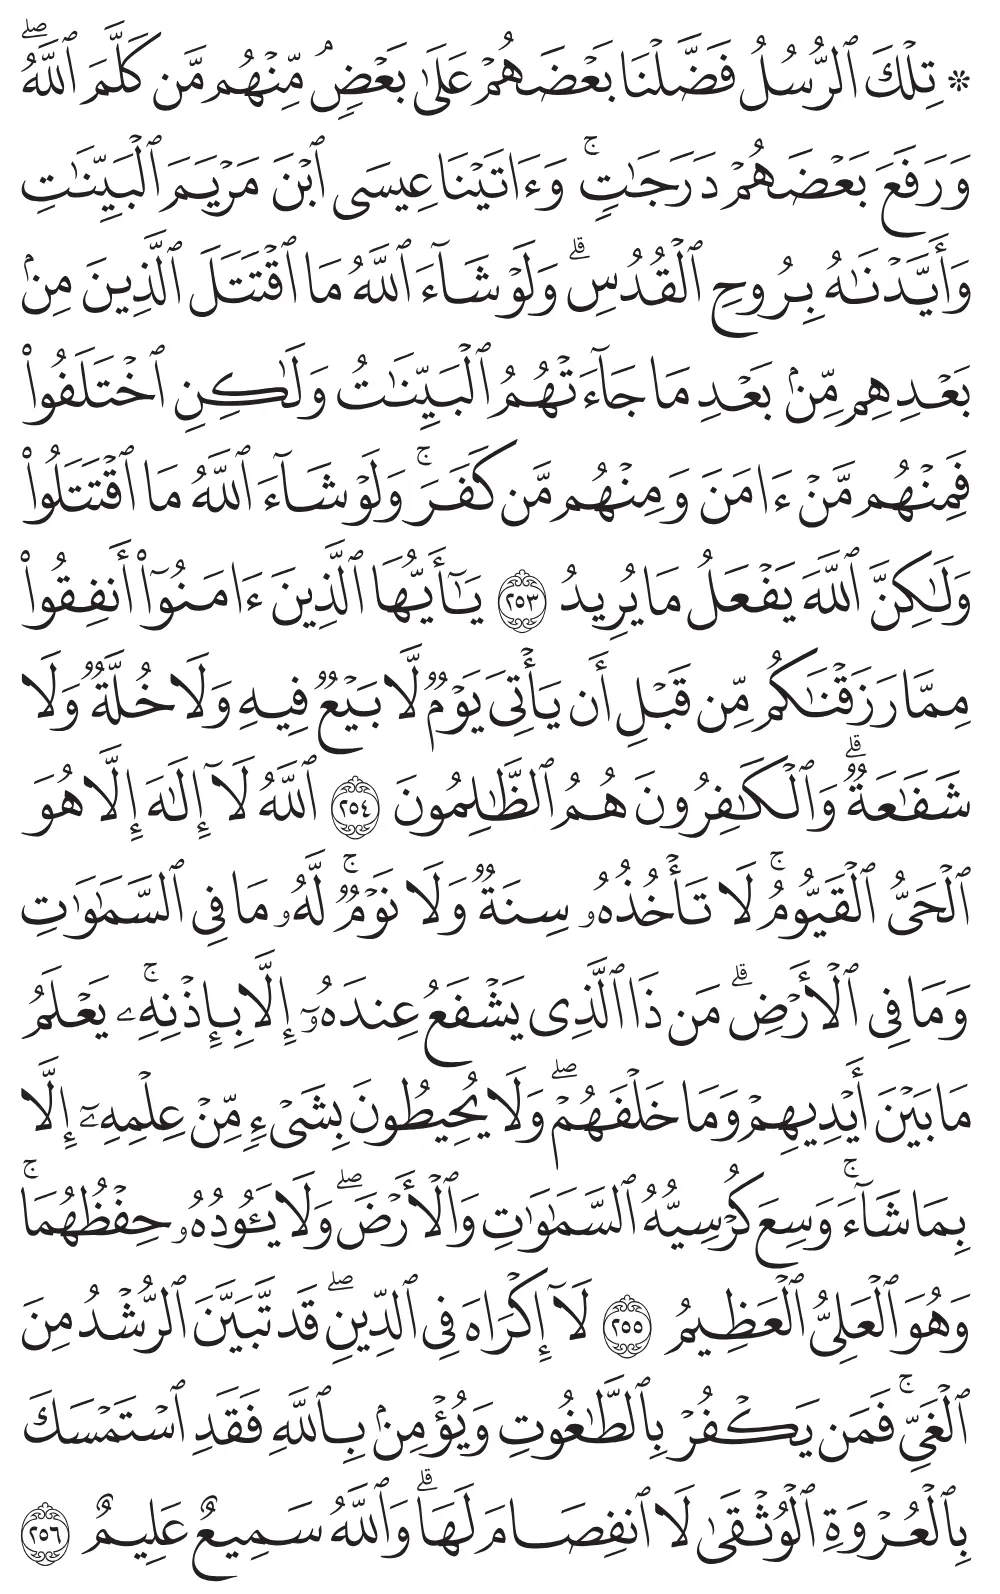 * تِلْكَ ٱلرُّسُلُ فَضَّلْنَا بَعْضَهُمْ عَلَىٰ بَعْضٍۢ مِّنْهُم مَّن كَلَّمَ ٱللَّهُۖ
وَرَفَعَ بَعْضَهُمْ دَرَجَٰتٍۚ وَءَاتَيْنَا عِيسَى ٱبْنَ مَرْيَمَ ٱلْبَيِّنَٰتِ
وَأَيَّدْنَٰهُ بِرُوحِ ٱلْقُدُسِۗ وَلَوْ شَآءَ ٱللَّهُ مَا ٱقْتَتَلَ ٱلَّذِينَ مِنۢ
بَعْدِهِم مِّنۢ بَعْدِ مَا جَآءَتْهُمُ ٱلْبَيِّنَٰتُ وَلَٰكِنِ ٱخْتَلَفُوا۟
فَمِنْهُم مَّنْ ءَامَنَ وَمِنْهُم مَّن كَفَرَۚ وَلَوْ شَآءَ ٱللَّهُ مَا ٱقْتَتَلُوا۟
وَلَٰكِنَّ ٱللَّهَ يَفْعَلُ مَا يُرِيدُ ٢٥٣ يَٰٓأَيُّهَا ٱلَّذِينَ ءَامَنُوٓا۟ أَنفِقُوا۟
مِمَّا رَزَقْنَٰكُم مِّن قَبْلِ أَن يَأْتِىَ يَوْمٌ لَّا بَيْعٌ فِيهِ وَلَا خُلَّةٌ وَلَا
شَفَٰعَةٌۗ وَٱلْكَٰفِرُونَ هُمُ ٱلظَّٰلِمُونَ ٢٥٤ ٱللَّهُ لَآ إِلَٰهَ إِلَّا هُوَ
ٱلْحَىُّ ٱلْقَيُّومُۚ لَا تَأْخُذُهُۥ سِنَةٌ وَلَا نَوْمٌۚ لَّهُۥ مَا فِى ٱلسَّمَٰوَٰتِ
وَمَا فِى ٱلْأَرْضِۗ مَن ذَا ٱلَّذِى يَشْفَعُ عِندَهُۥٓ إِلَّا بِإِذْنِهِۦۚ يَعْلَمُ
مَا بَيْنَ أَيْدِيهِمْ وَمَا خَلْفَهُمْۖ وَلَا يُحِيطُونَ بِشَىْءٍ مِّنْ عِلْمِهِۦٓ إِلَّا
بِمَا شَآءَۚ وَسِعَ كُرْسِيُّهُ ٱلسَّمَٰوَٰتِ وَٱلْأَرْضَۖ وَلَا يَـُٔودُهُۥ حِفْظُهُمَاۚ
وَهُوَ ٱلْعَلِىُّ ٱلْعَظِيمُ ٢٥٥ لَآ إِكْرَاهَ فِى ٱلدِّينِۖ قَد تَّبَيَّنَ ٱلرُّشْدُ مِنَ
ٱلْغَىِّۚ فَمَن يَكْفُرْ بِٱلطَّٰغُوتِ وَيُؤْمِنۢ بِٱللَّهِ فَقَدِ ٱسْتَمْسَكَ
بِٱلْعُرْوَةِ ٱلْوُثْقَىٰ لَا ٱنفِصَامَ لَهَاۗ وَٱللَّهُ سَمِيعٌ عَلِيمٌ ٢٥٦